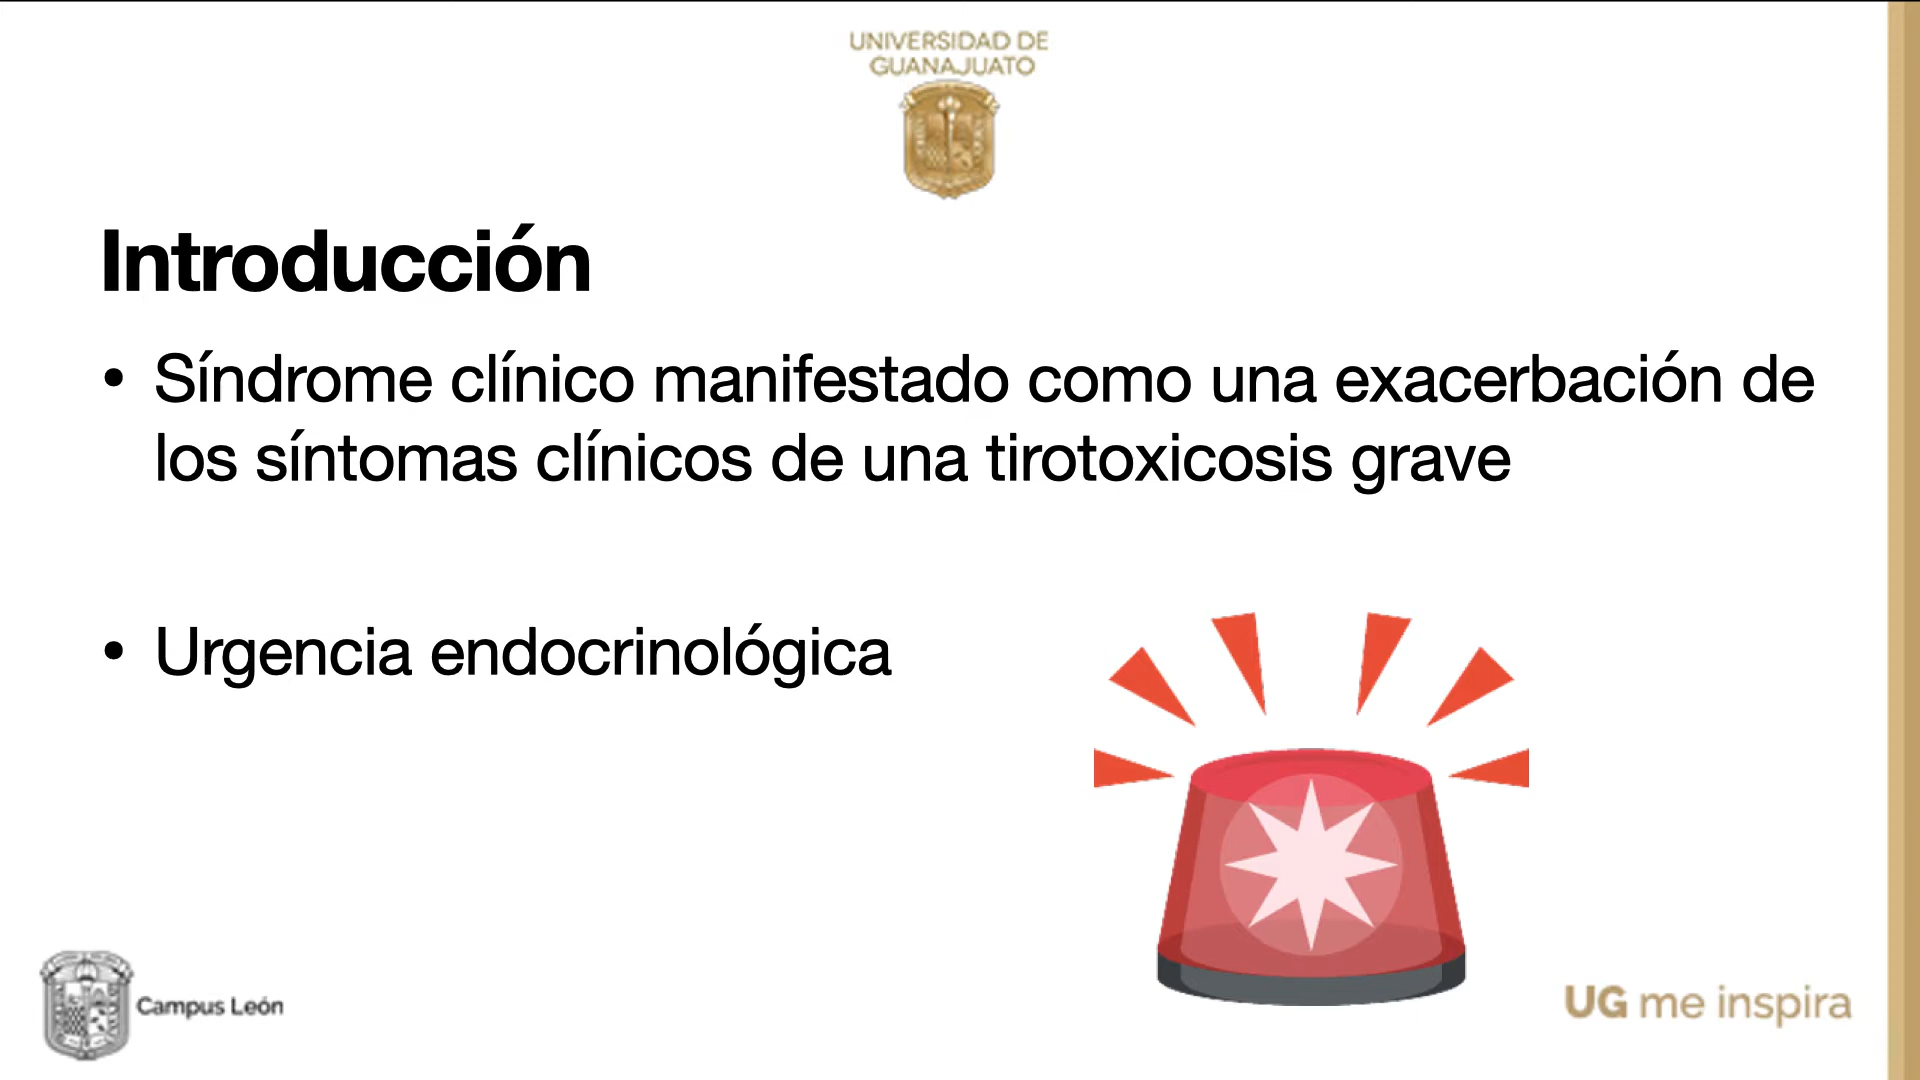 UNIVERSIDAD DE
GUANAJUATO
Introducción
• Síndrome clínico manifestado como una exacerbación de
los síntomas clínicos de una tirotoxicosis grave
• Urgencia endocrinológica
Campus León
UG me inspira